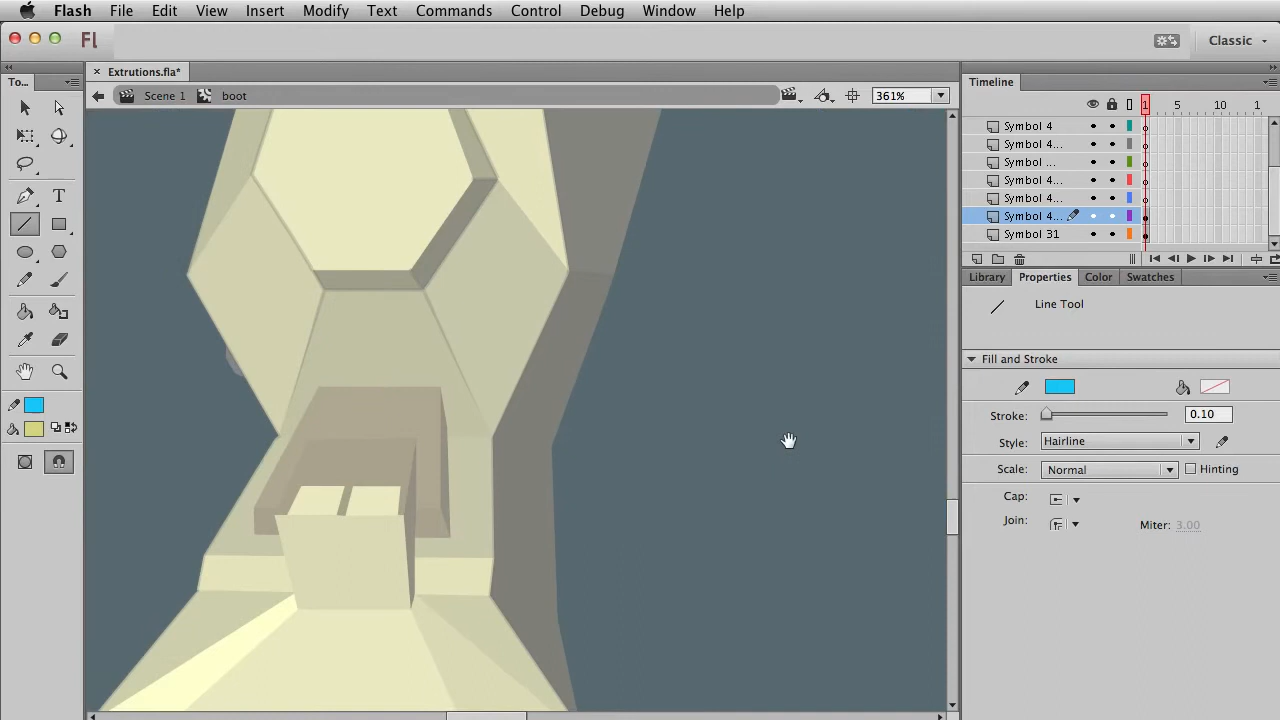 Flash File Edit View Insert Modify Text Commands Control Debug Window Help
Fl
Classic
To...
Extrutions.fla*
Timeline
Scene 1 boot
361%
1 5 10 1
Symbol 4
Symbol 4...
Symbol ...
Symbol 4...
Symbol 4...
Symbol 4...
Symbol 31
Library Properties Color Swatches
Line Tool
Fill and Stroke
Stroke: 0.10
Style: Hairline
Scale: Normal Hinting
Cap:
Join: Miter: 3.00
T